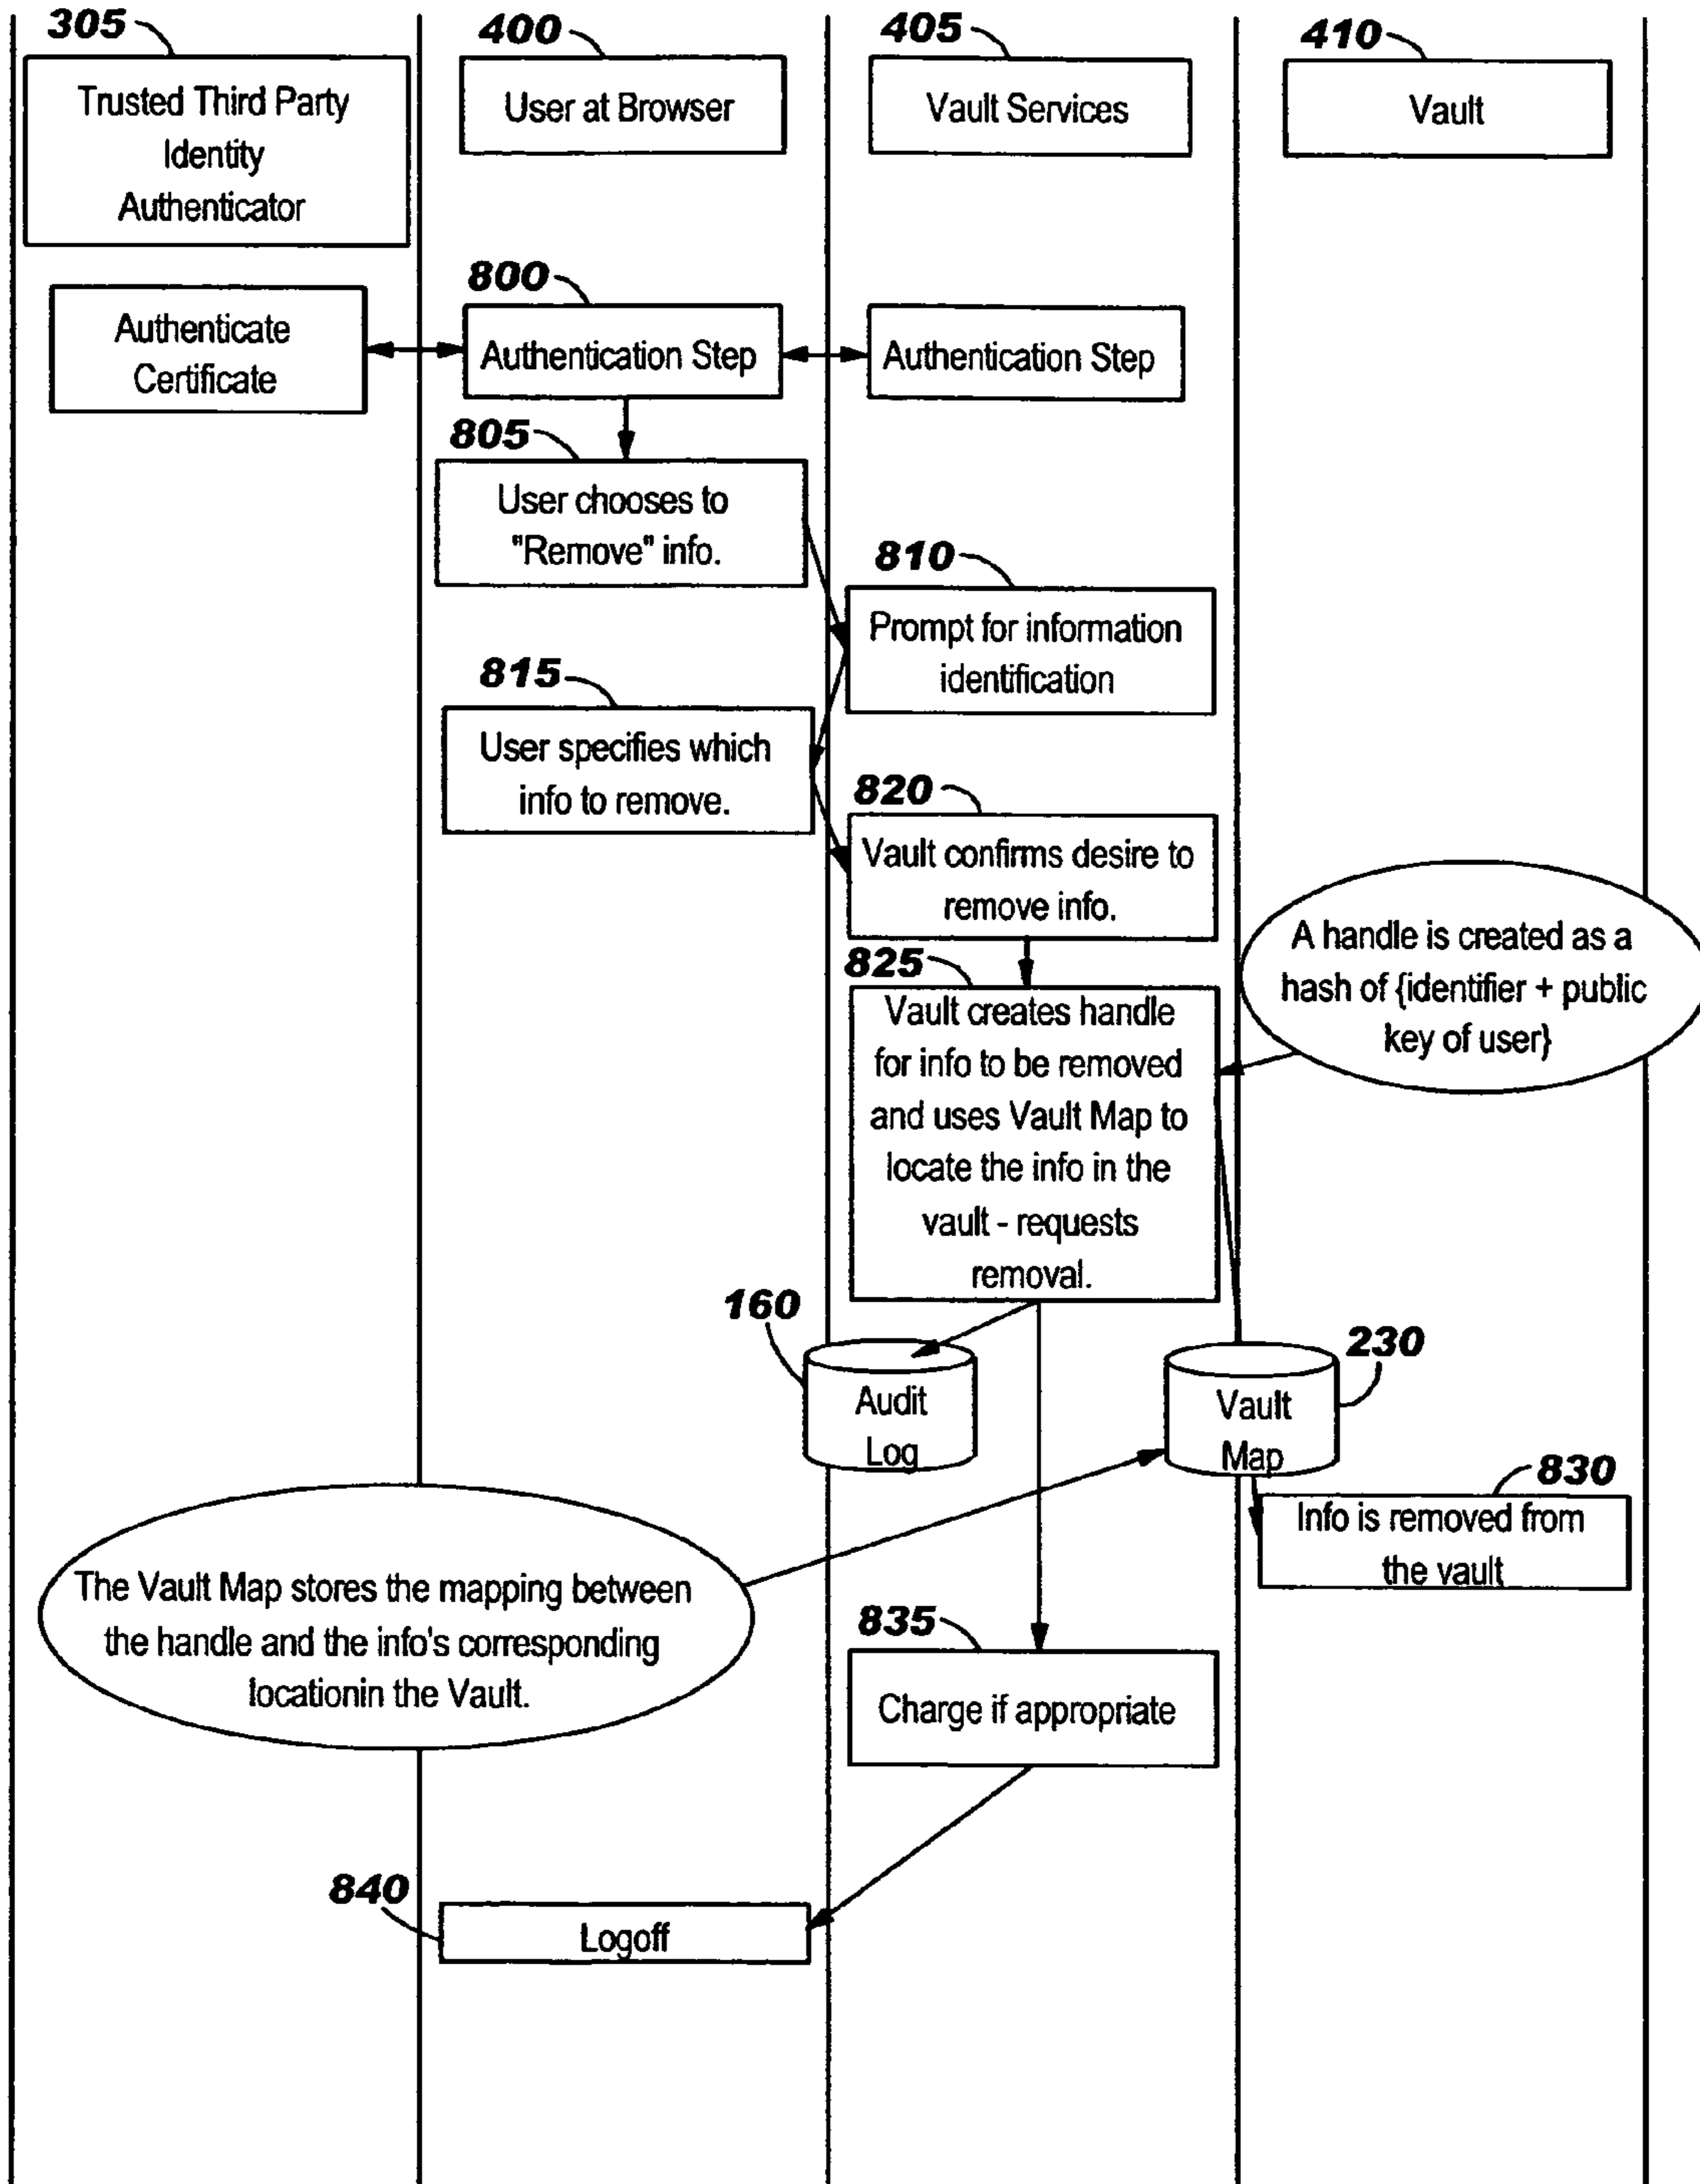 305
400
405
410
Trusted Third Party
Identity
Authenticator
User at Browser
Vault Services
Vault
800
Authenticate
Certificate
Authentication Step
Authentication Step
805
User chooses to
"Remove" info.
810
Prompt for information
identification
815
User specifies which
info to remove.
820
Vault confirms desire to
remove info.
A handle is created as a
hash of {identifier + public
key of user}
825
Vault creates handle
for info to be removed
and uses Vault Map to
locate the info in the
vault - requests
removal.
160
Audit
Log
230
Vault
Map
830
Info is removed from
the vault
The Vault Map stores the mapping between
the handle and the info's corresponding
locationin the Vault.
835
Charge if appropriate
840
Logoff